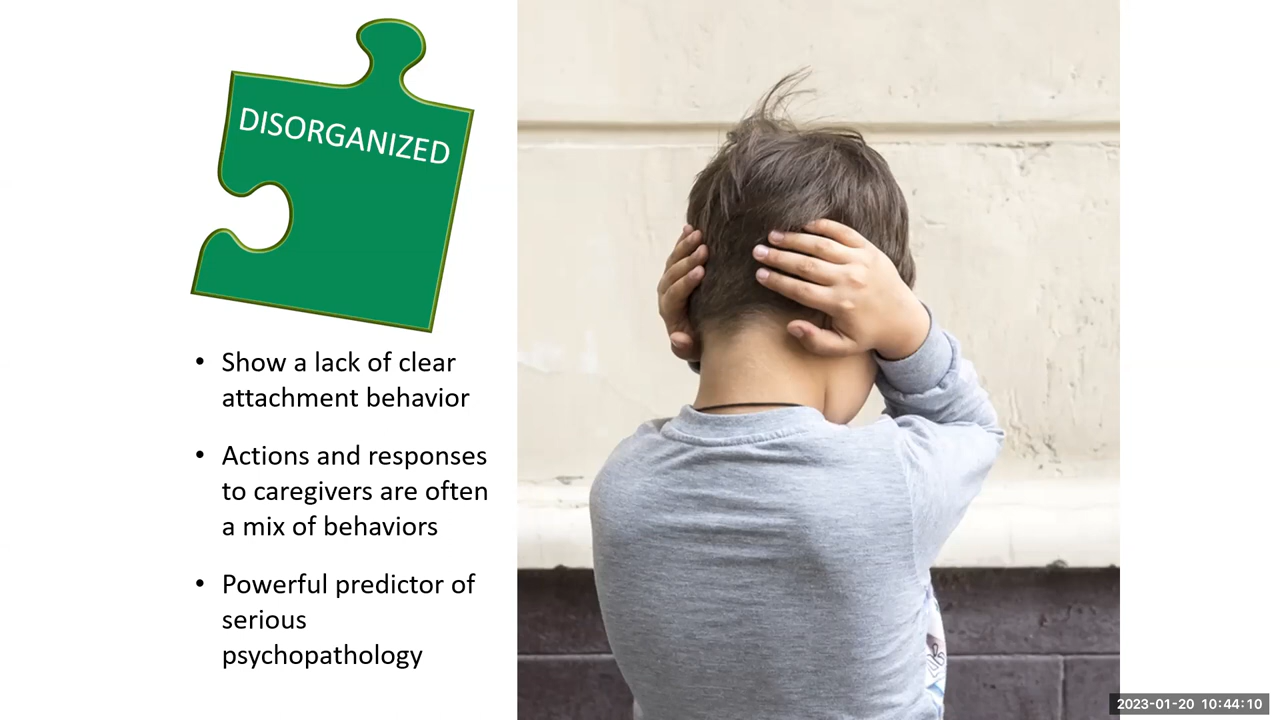 DISORGANIZED
• Show a lack of clear
attachment behavior
• Actions and responses
to caregivers are often
a mix of behaviors
• Powerful predictor of
serious
psychopathology
2023-01-20 10:44:10